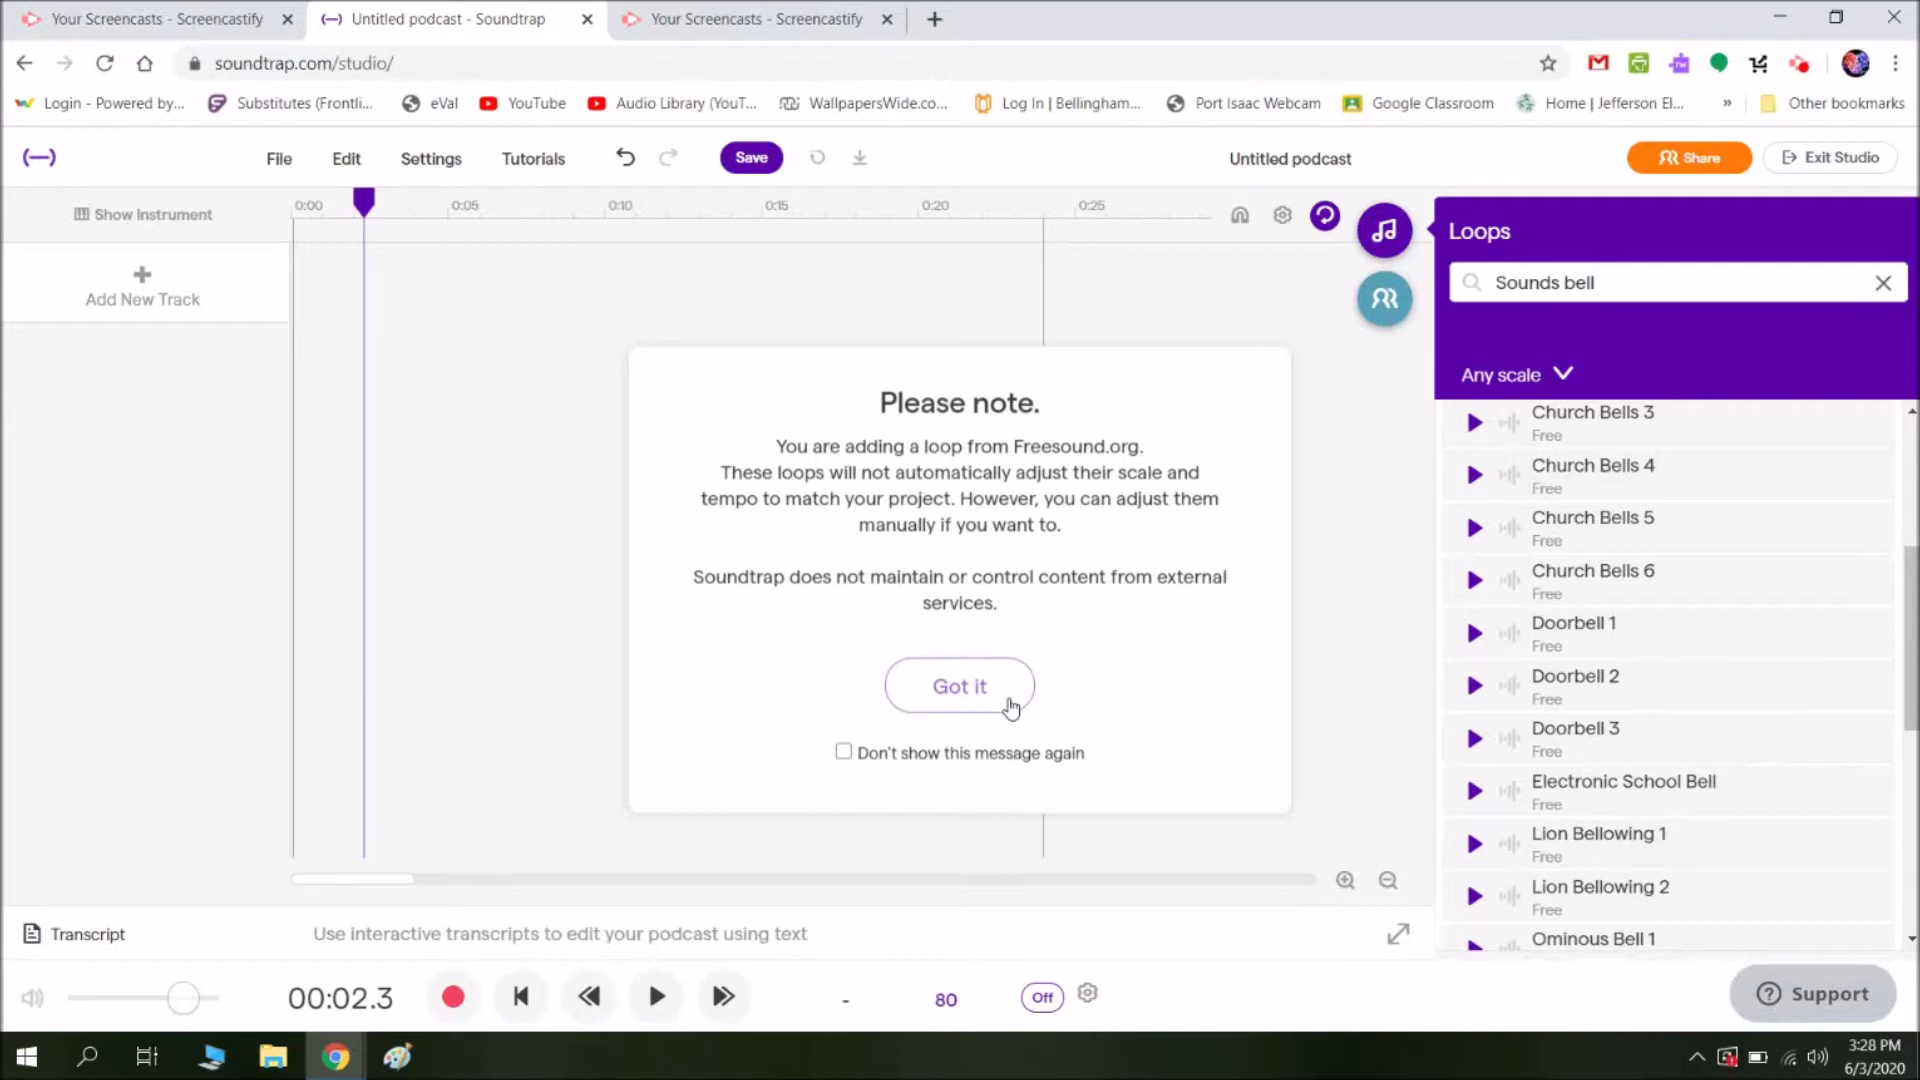 Your Screencasts - Screencastify
Untitled podcast - Soundtrap
Your Screencasts - Screencastify
soundtrap.com/studio/
Login - Powered by...
Substitutes (Frontli...
eVal
YouTube
Audio Library (YouT...
WallpapersWide.co...
Log In | Bellingham...
Port Isaac Webcam
Google Classroom
Home | Jefferson El...
»
Other bookmarks
File
Edit
Settings
Tutorials
Save
Untitled podcast
Share
Exit Studio
Show Instrument
0:00
0:05
0:10
0:15
0:20
0:25
Add New Track
Loops
Sounds bell
Any scale
Church Bells 3
Free
Church Bells 4
Free
Church Bells 5
Free
Church Bells 6
Free
Doorbell 1
Free
Doorbell 2
Free
Doorbell 3
Free
Electronic School Bell
Free
Lion Bellowing 1
Free
Lion Bellowing 2
Free
Ominous Bell 1
Please note.
You are adding a loop from Freesound.org.
These loops will not automatically adjust their scale and
tempo to match your project. However, you can adjust them
manually if you want to.
Soundtrap does not maintain or control content from external
services.
Got it
Don't show this message again
Transcript
Use interactive transcripts to edit your podcast using text
00:02.3
-
80
Off
Support
3:28 PM
6/3/2020